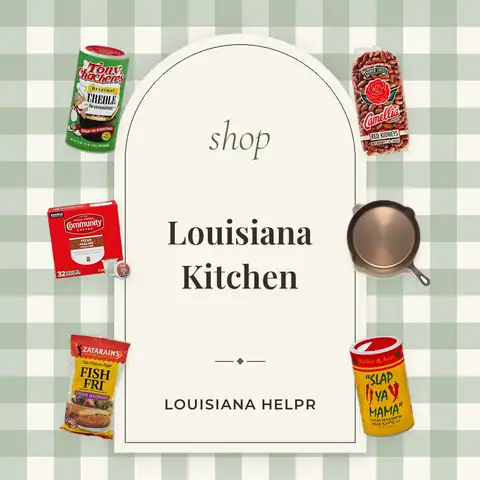 Tony
Chachere's
Original
CREOLE
Seasoning
Camellia
RED KIDNEYS
shop
Community
COFFEE
32
Louisiana
Kitchen
ZATARAIN'S
FISH
FRI
"SLAP
YA
MAMA"
LOUISIANA HELPR